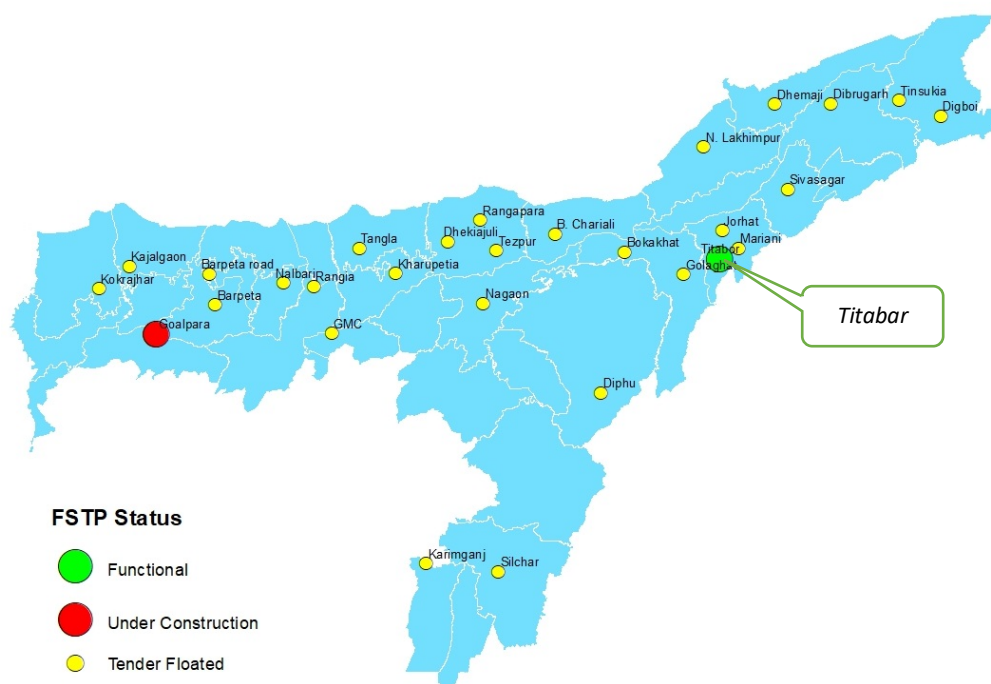 Dhemaji
Dibrugarh
Tinsukia
Digboi
N. Lakhimpur
Sivasagar
Rangapara
B. Chariali
Jorhat
Dhekiajuli
Tezpur
Bokakhat
Titabor
Mariani
Tangla
Kajalgaon
Barpeta road
Nalbari
Rangia
Kharupetia
Golaghat
Kokrajhar
Barpeta
Nagaon
Titabar
Goalpara
GMC
Diphu
FSTP Status
Karimganj
Silchar
Functional
Under Construction
Tender Floated